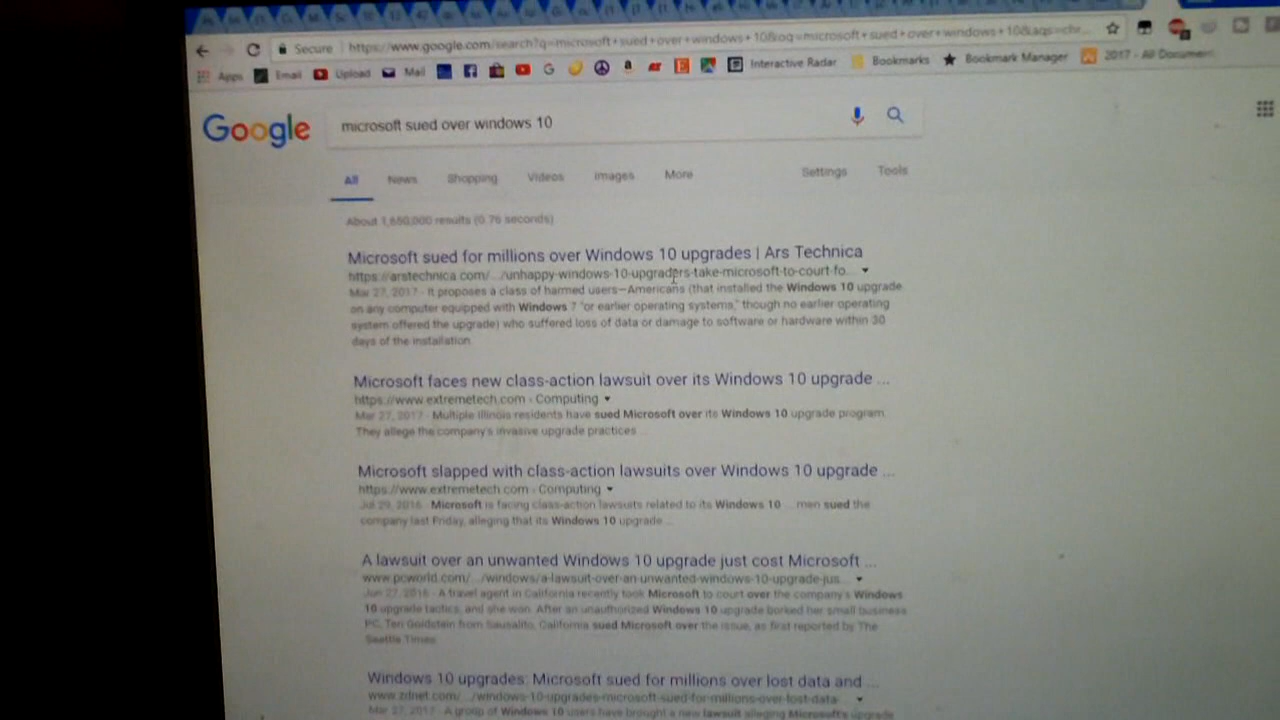 Secure | https://www.google.com/search?q=microsoft+sued+over+windows+10&oq=microsoft+sued+over+windows+10&aqs=chr...
Apps Email Upload Mail Interactive Radar Bookmarks Bookmark Manager 2017 - All Documen
Google microsoft sued over windows 10
All News Shopping Videos Images More Settings Tools
About 1,650,000 results (0.76 seconds)
Microsoft sued for millions over Windows 10 upgrades | Ars Technica
https://arstechnica.com/.../unhappy-windows-10-upgraders-take-microsoft-to-court-fo...
Mar 27, 2017 - It proposes a class of harmed users—Americans (that installed the Windows 10 upgrade
on any computer equipped with Windows 7 "or earlier operating systems," though no earlier operating
system offered the upgrade) who suffered loss of data or damage to software or hardware within 30
days of the installation
Microsoft faces new class-action lawsuit over its Windows 10 upgrade ...
https://www.extremetech.com › Computing
Mar 27, 2017 - Multiple Illinois residents have sued Microsoft over its Windows 10 upgrade program.
They allege the company's invasive upgrade practices ...
Microsoft slapped with class-action lawsuits over Windows 10 upgrade ...
https://www.extremetech.com › Computing
Jul 29, 2016 - Microsoft is facing class-action lawsuits related to its Windows 10 ... men sued the
company last Friday, alleging that its Windows 10 upgrade ...
A lawsuit over an unwanted Windows 10 upgrade just cost Microsoft ...
www.pcworld.com/.../windows/a-lawsuit-over-an-unwanted-windows-10-upgrade-jus...
Jun 27, 2016 - A travel agent in California recently took Microsoft to court over the company's Windows
10 upgrade tactics, and she won. After an unauthorized Windows 10 upgrade borked her small business
PC, Teri Goldstein from Sausalito, California sued Microsoft over the issue, as first reported by The
Seattle Times.
Windows 10 upgrades: Microsoft sued for millions over lost data and ...
www.zdnet.com/.../windows-10-upgrades-microsoft-sued-for-millions-over-lost-data-
Mar 27, 2017 - A group of Windows 10 users have brought a new lawsuit alleging Microsoft's upgrade